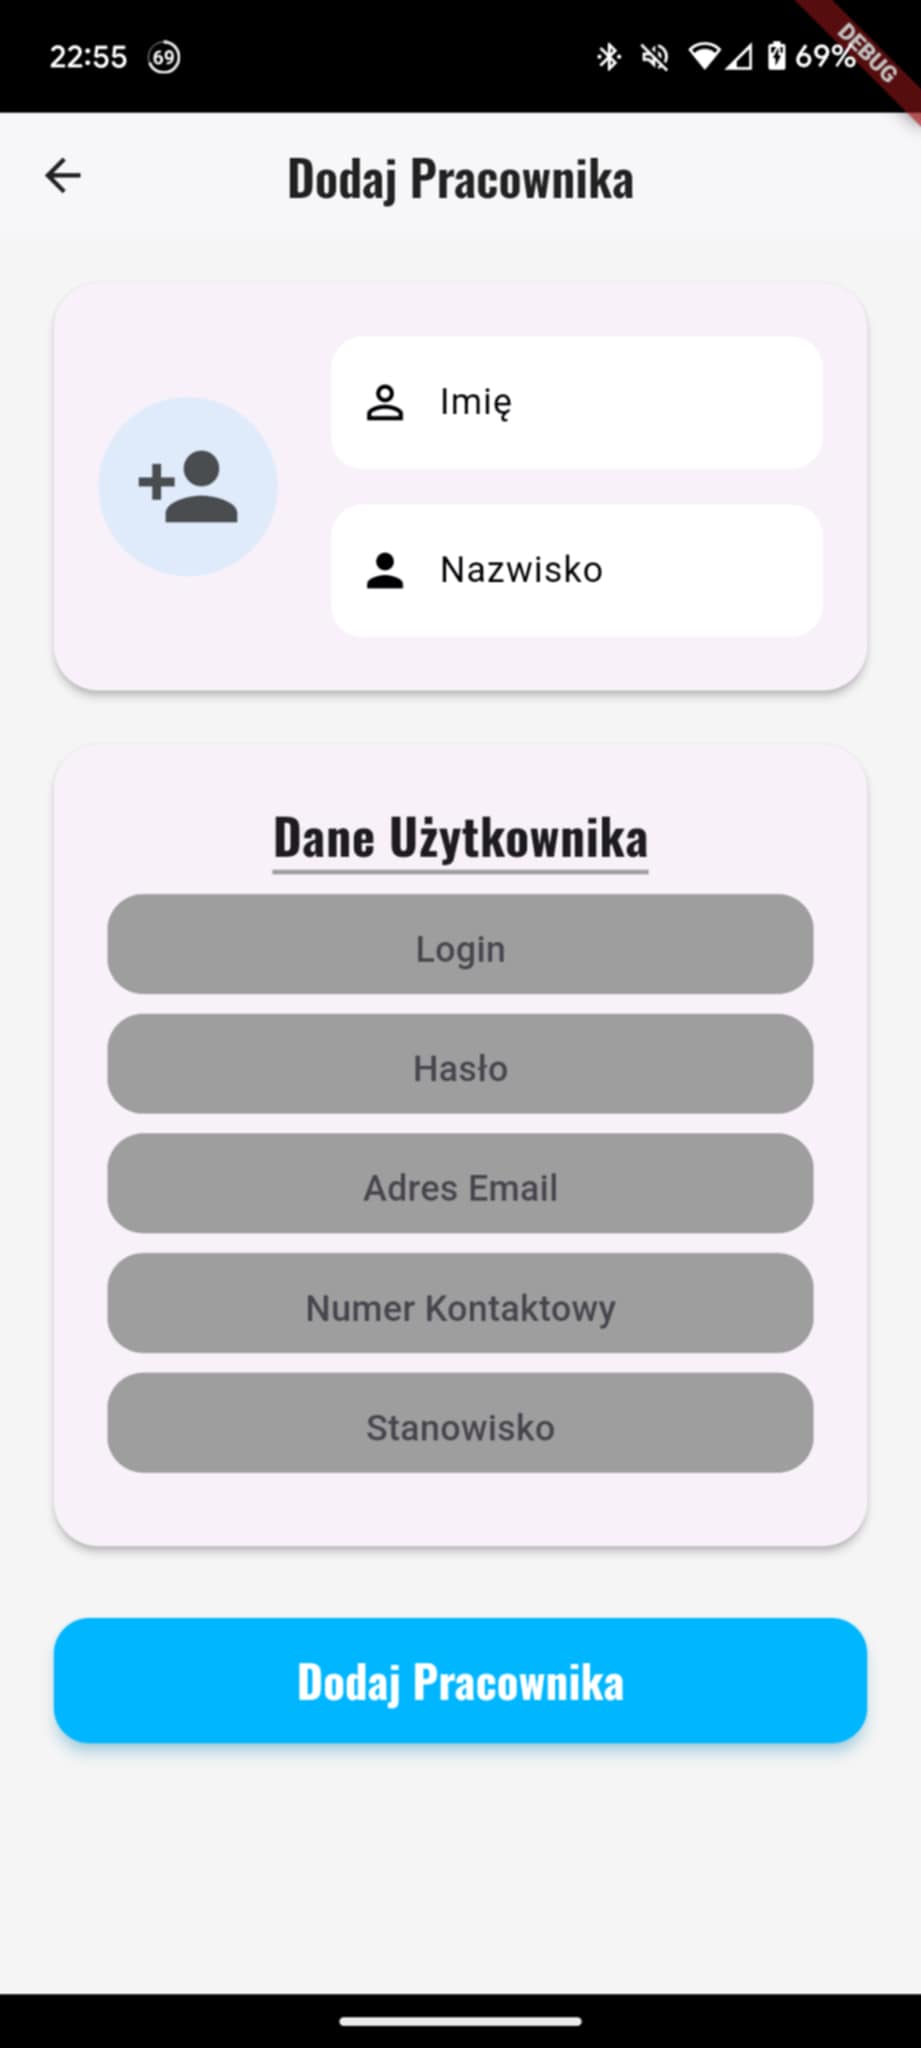 22:55 69 69%
DEBUG
Dodaj Pracownika
Imię
Nazwisko
Dane Użytkownika
Login
Hasło
Adres Email
Numer Kontaktowy
Stanowisko
Dodaj Pracownika